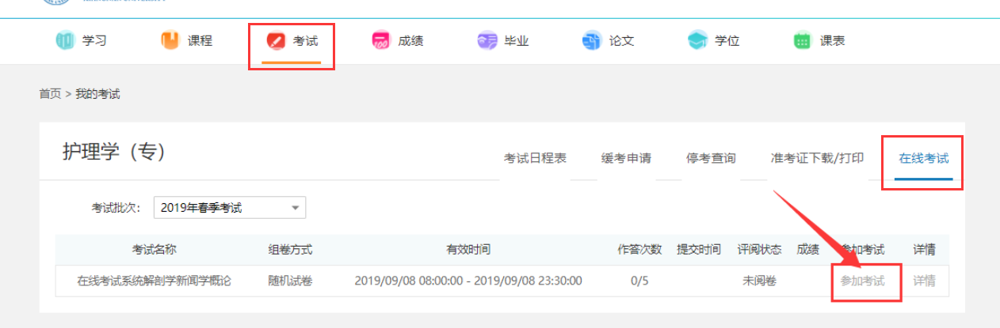 学习 课程 考试 成绩 毕业 论文 学位 课表
首页 > 我的考试
护理学（专）
考试日程表 缓考申请 停考查询 准考证下载/打印 在线考试
考试批次： 2019年春季考试
考试名称 组卷方式 有效时间 作答次数 提交时间 评阅状态 成绩 参加考试 详情
在线考试系统解剖学新闻学概论 随机试卷 2019/09/08 08:00:00 - 2019/09/08 23:30:00 0/5 未阅卷 参加考试 详情